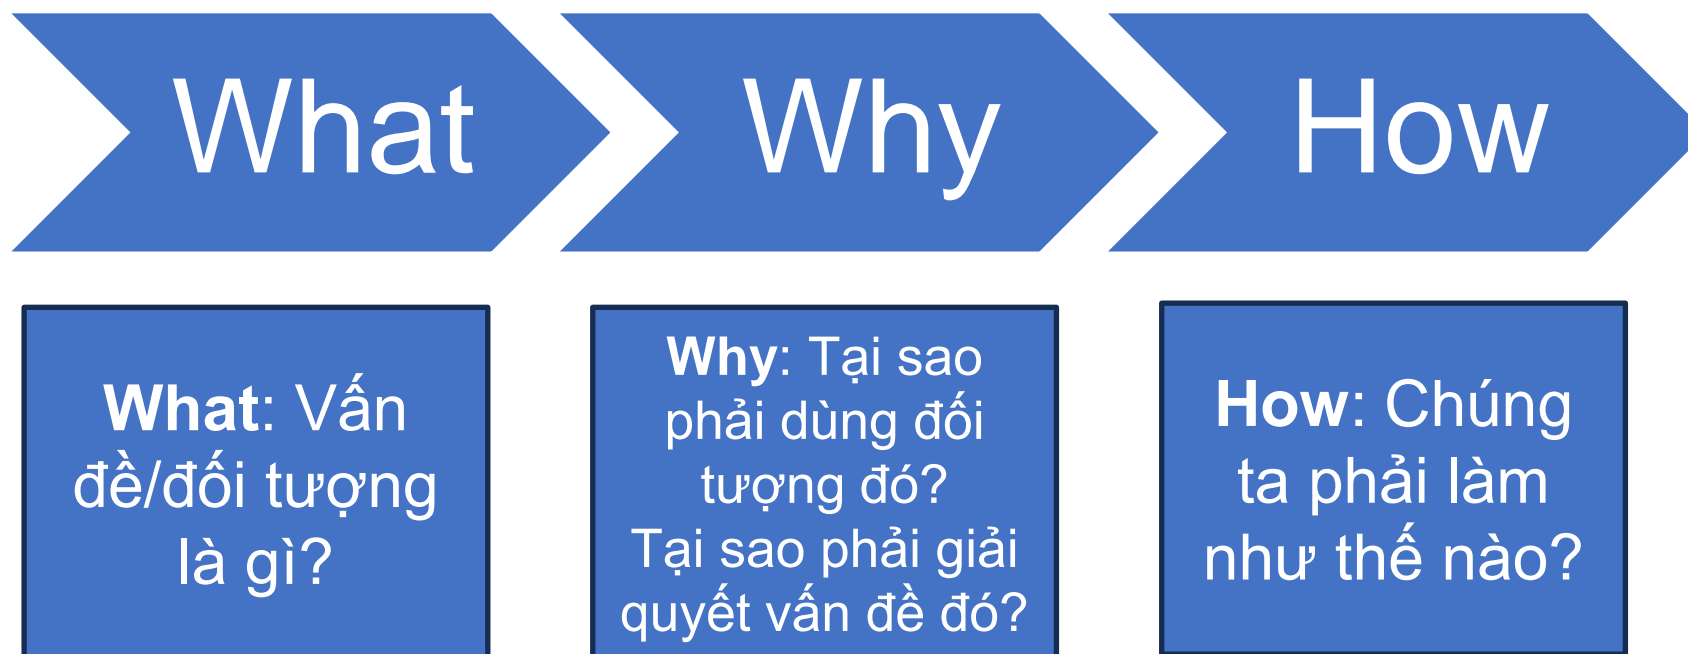 What
Why
How
What: Vấn
đề/đối tượng
là gì?
Why: Tại sao
phải dùng đối
tượng đó?
Tại sao phải giải
quyết vấn đề đó?
How: Chúng
ta phải làm
như thế nào?